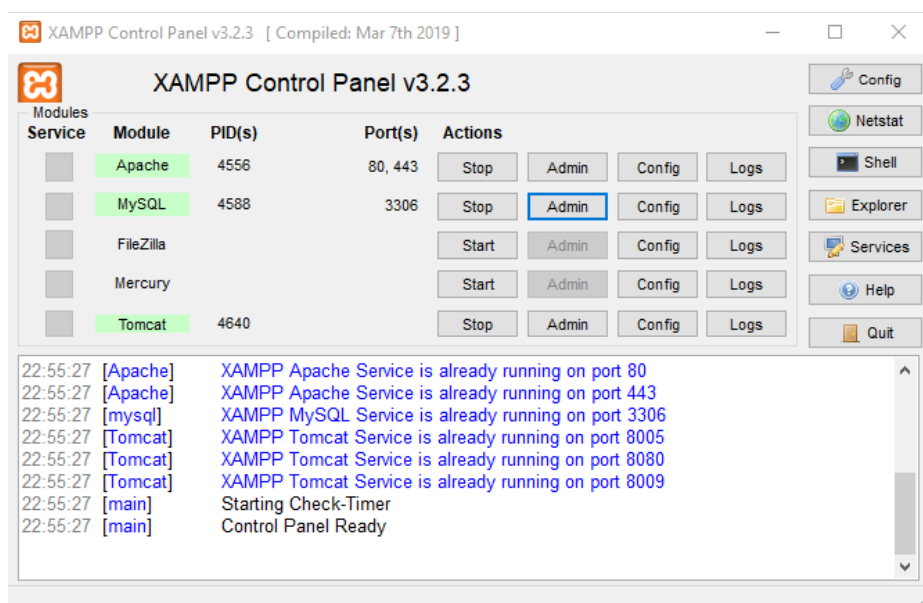 XAMPP Control Panel v3.2.3 [ Compiled: Mar 7th 2019 ]
XAMPP Control Panel v3.2.3
Config
Modules
Netstat
Service Module PID(s) Port(s) Actions
Apache 4556 80, 443 Stop Admin Config Logs
Shell
MySQL 4588 3306 Stop Admin Config Logs
Explorer
FileZilla Start Admin Config Logs
Services
Mercury Start Admin Config Logs
Help
Tomcat 4640 Stop Admin Config Logs
Quit
22:55:27 [Apache] XAMPP Apache Service is already running on port 80
22:55:27 [Apache] XAMPP Apache Service is already running on port 443
22:55:27 [mysql] XAMPP MySQL Service is already running on port 3306
22:55:27 [Tomcat] XAMPP Tomcat Service is already running on port 8005
22:55:27 [Tomcat] XAMPP Tomcat Service is already running on port 8080
22:55:27 [Tomcat] XAMPP Tomcat Service is already running on port 8009
22:55:27 [main] Starting Check-Timer
22:55:27 [main] Control Panel Ready